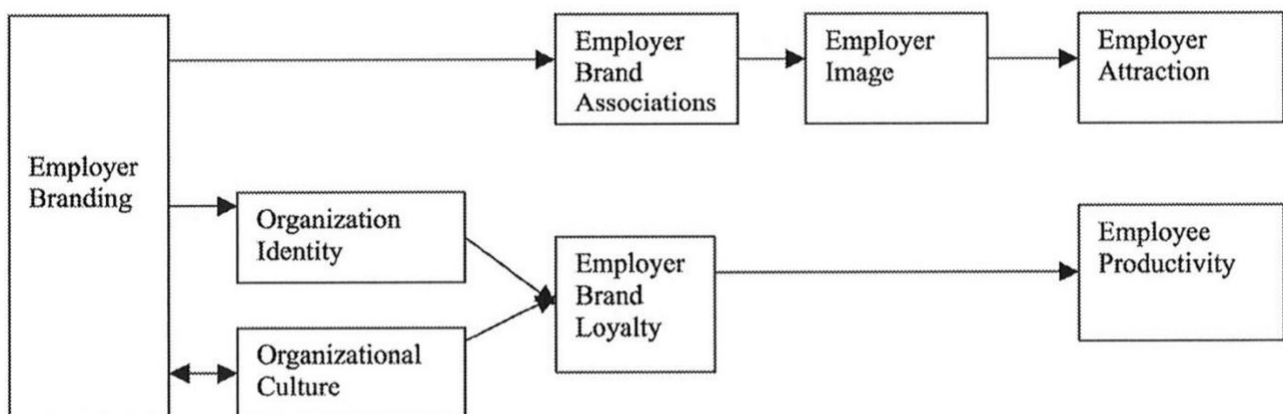 Employer
Brand
Associations
Employer
Image
Employer
Attraction
Employer
Branding
Organization
Identity
Employer
Brand
Loyalty
Employee
Productivity
Organizational
Culture